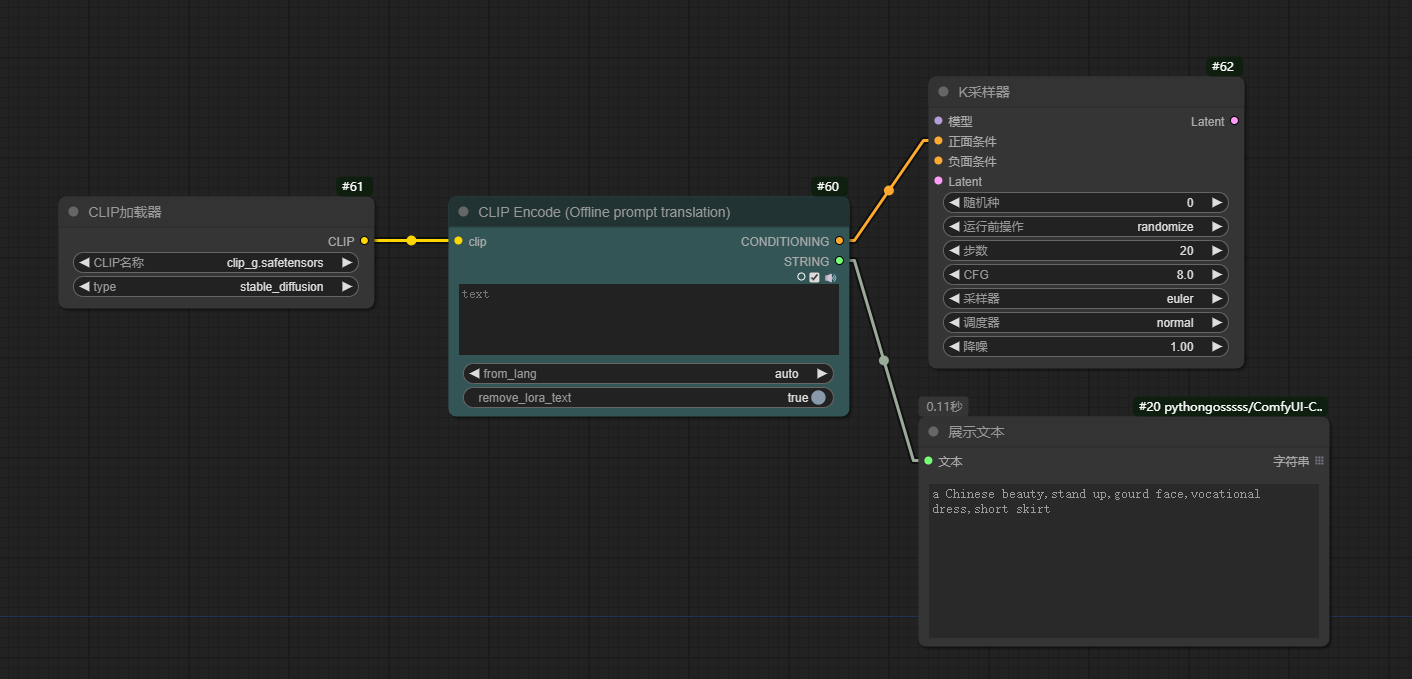 #61
CLIP加载器
CLIP
CLIP名称 clip_g.safetensors
type stable_diffusion
#60
CLIP Encode (Offline prompt translation)
clip CONDITIONING
STRING
text
from_lang auto
remove_lora_text true
#62
K采样器
模型 Latent
正面条件
负面条件
Latent
随机种 0
运行前操作 randomize
步数 20
CFG 8.0
采样器 euler
调度器 normal
降噪 1.00
0.11秒 #20 pythongosssss/ComfyUI-C..
展示文本
文本 字符串
a Chinese beauty,stand up,gourd face,vocational
dress,short skirt